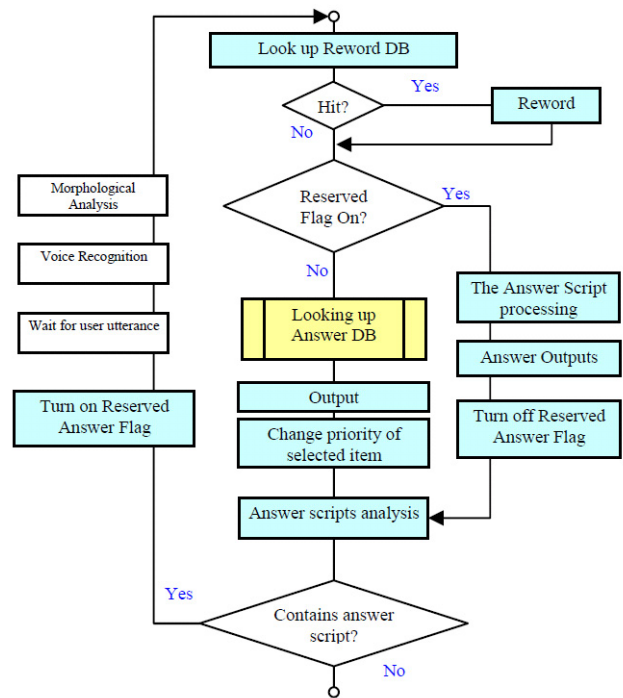 Look up Reword DB
Hit?
Yes
Reword
No
Reserved
Flag On?
Yes
No
Morphological
Analysis
Voice Recognition
Wait for user utterance
Turn on Reserved
Answer Flag
Looking up
Answer DB
Output
Change priority of
selected item
The Answer Script
processing
Answer Outputs
Turn off Reserved
Answer Flag
Answer scripts analysis
Yes
Contains answer
script?
No